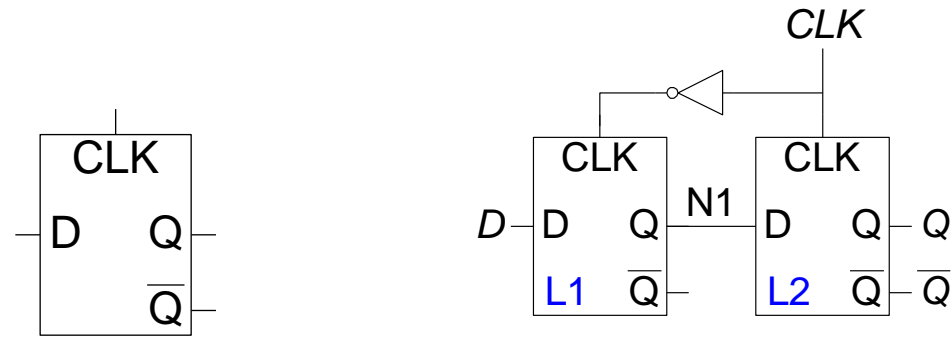 CLK
D Q
Q̅
CLK
CLK CLK
D D Q N1 D Q Q
L1 Q̅ L2 Q̅ Q̅